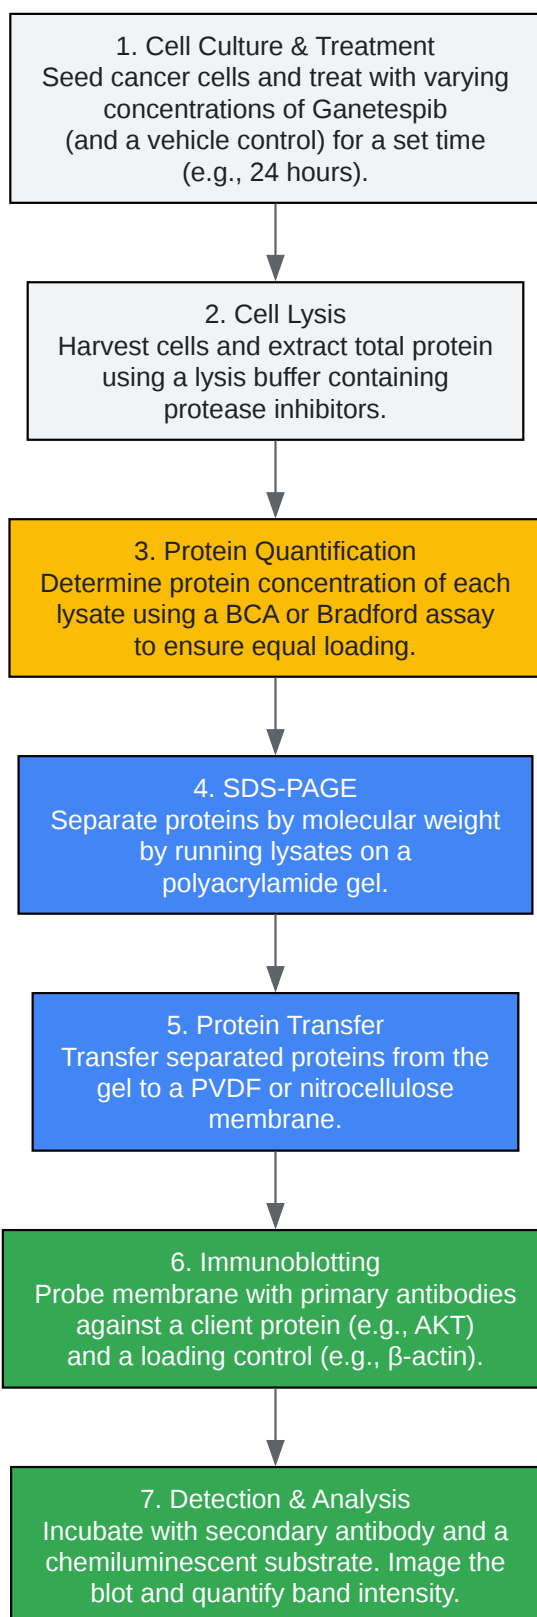 1. Cell Culture & Treatment
Seed cancer cells and treat with varying
concentrations of Ganetespib
(and a vehicle control) for a set time
(e.g., 24 hours).
2. Cell Lysis
Harvest cells and extract total protein
using a lysis buffer containing
protease inhibitors.
3. Protein Quantification
Determine protein concentration of each
lysate using a BCA or Bradford assay
to ensure equal loading.
4. SDS-PAGE
Separate proteins by molecular weight
by running lysates on a
polyacrylamide gel.
5. Protein Transfer
Transfer separated proteins from the
gel to a PVDF or nitrocellulose
membrane.
6. Immunoblotting
Probe membrane with primary antibodies
against a client protein (e.g., AKT)
and a loading control (e.g., β-actin).
7. Detection & Analysis
Incubate with secondary antibody and a
chemiluminescent substrate. Image the
blot and quantify band intensity.